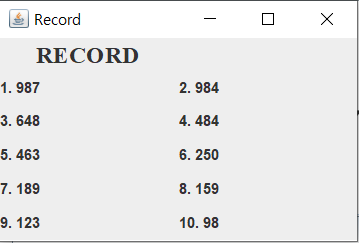 Record
RECORD
1. 987 2. 984
3. 648 4. 484
5. 463 6. 250
7. 189 8. 159
9. 123 10. 98